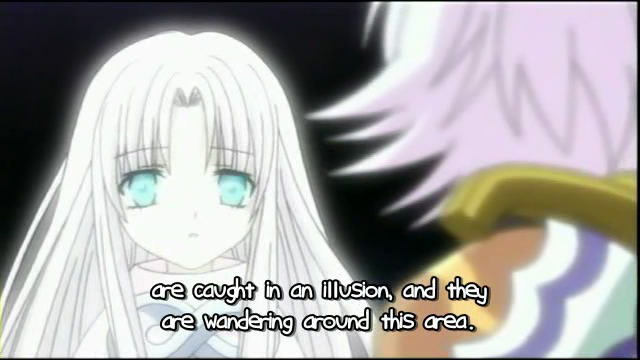 are caught in an illusion, and they
are wandering around this area.